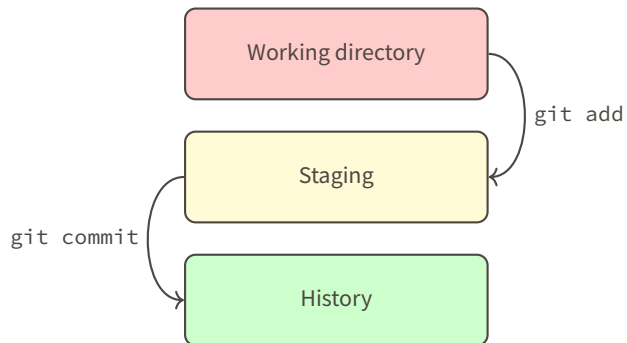 Working directory
git add
Staging
git commit
History